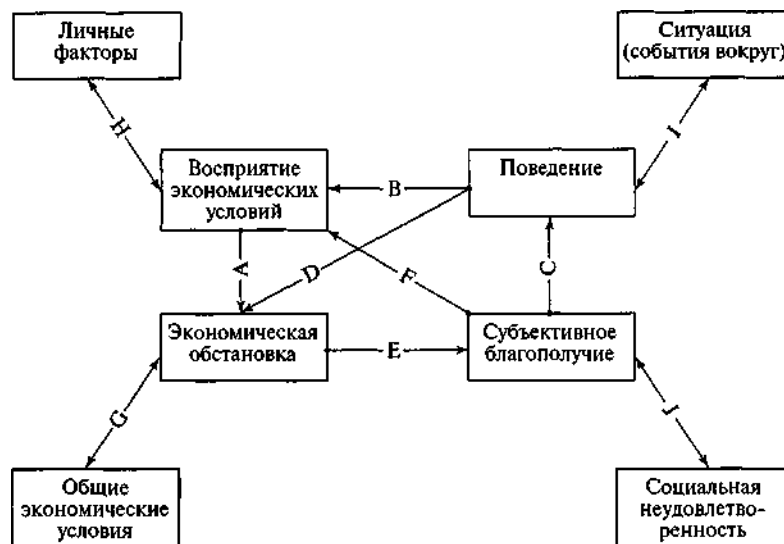 Личные
факторы
Ситуация
(события вокруг)
H
I
Восприятие
экономических
условий
B
Поведение
A
D
F
C
Экономическая
обстановка
E
Субъективное
благополучие
G
J
Общие
экономические
условия
Социальная
неудовлетво-
ренность